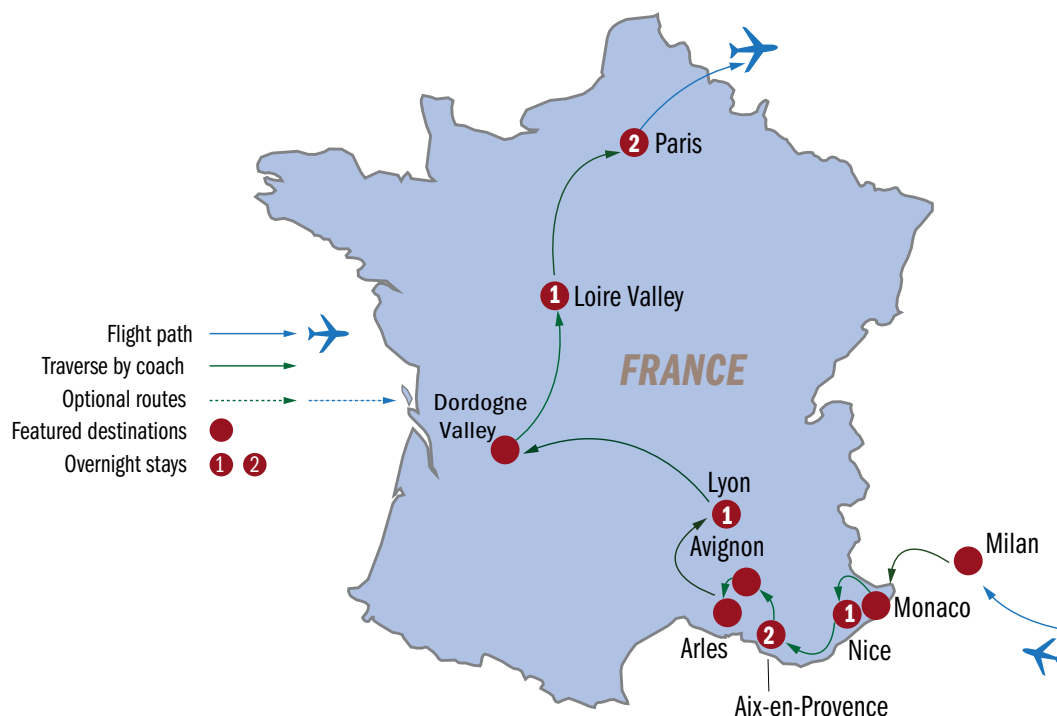 2 Paris
1 Loire Valley
Flight path
Traverse by coach
Optional routes
Featured destinations
Overnight stays 1 2
FRANCE
Dordogne
Valley
Lyon
1
Avignon
Milan
Monaco
1
Nice
Arles
2
Aix-en-Provence